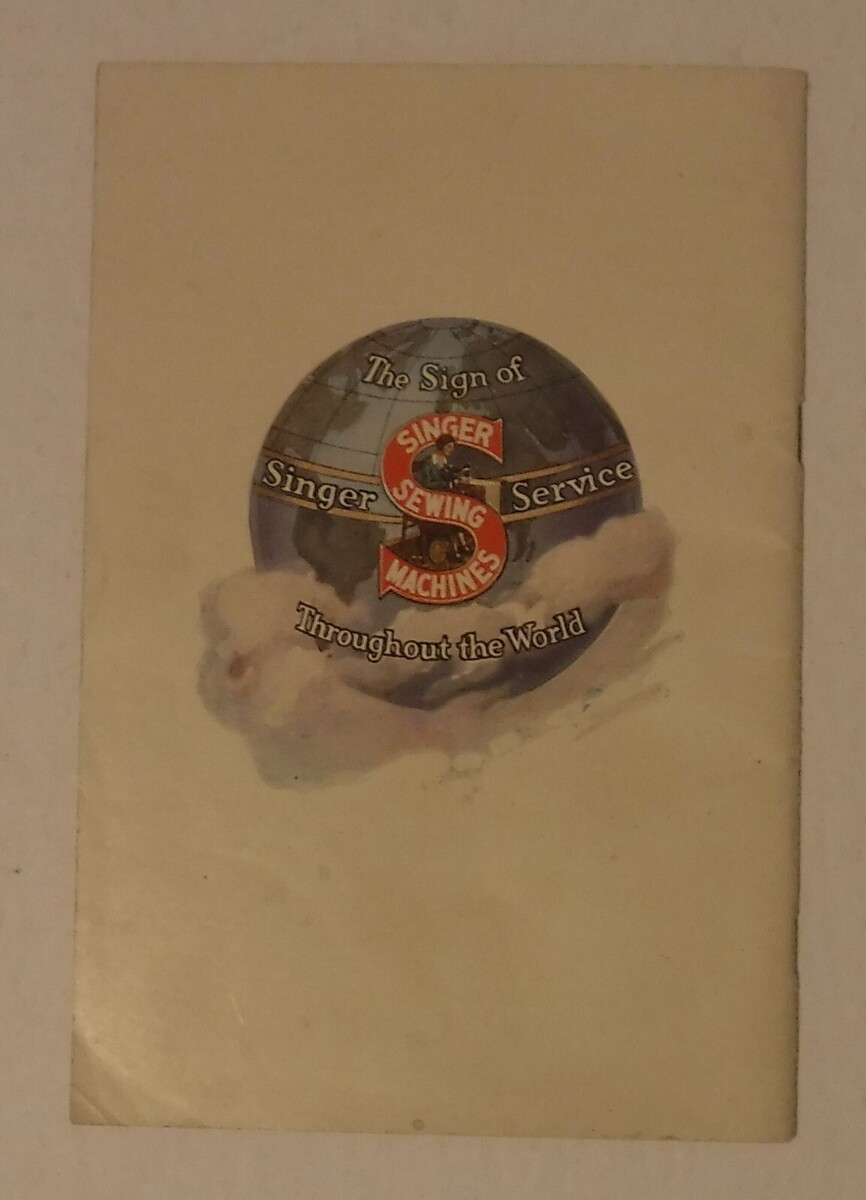 The Sign of
SINGER
SEWING
MACHINES
Singer Service
Throughout the World